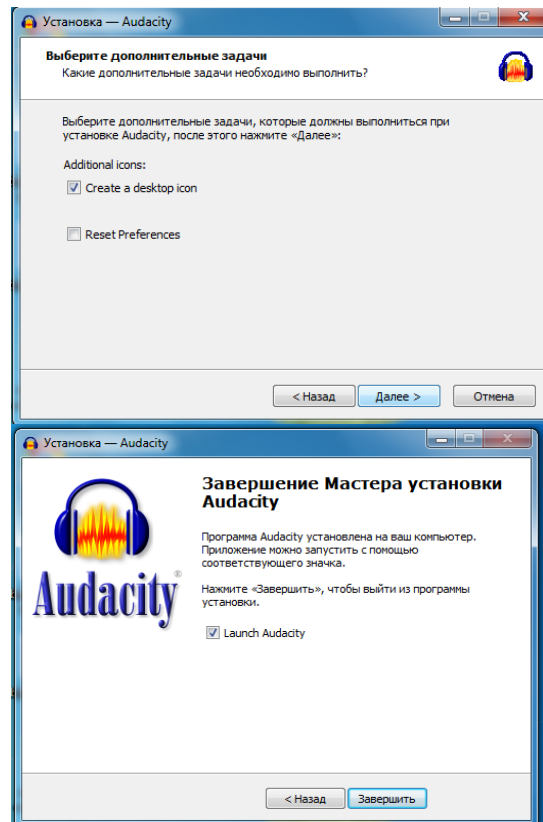 Установка — Audacity
Выберите дополнительные задачи
Какие дополнительные задачи необходимо выполнить?
Выберите дополнительные задачи, которые должны выполниться при
установке Audacity, после этого нажмите «Далее»:
Additional icons:
Create a desktop icon
Reset Preferences
< Назад Далее > Отмена
Установка — Audacity
Завершение Мастера установки
Audacity
Программа Audacity установлена на ваш компьютер.
Приложение можно запустить с помощью
соответствующего значка.
Нажмите «Завершить», чтобы выйти из программы
установки.
Audacity®
Launch Audacity
< Назад Завершить